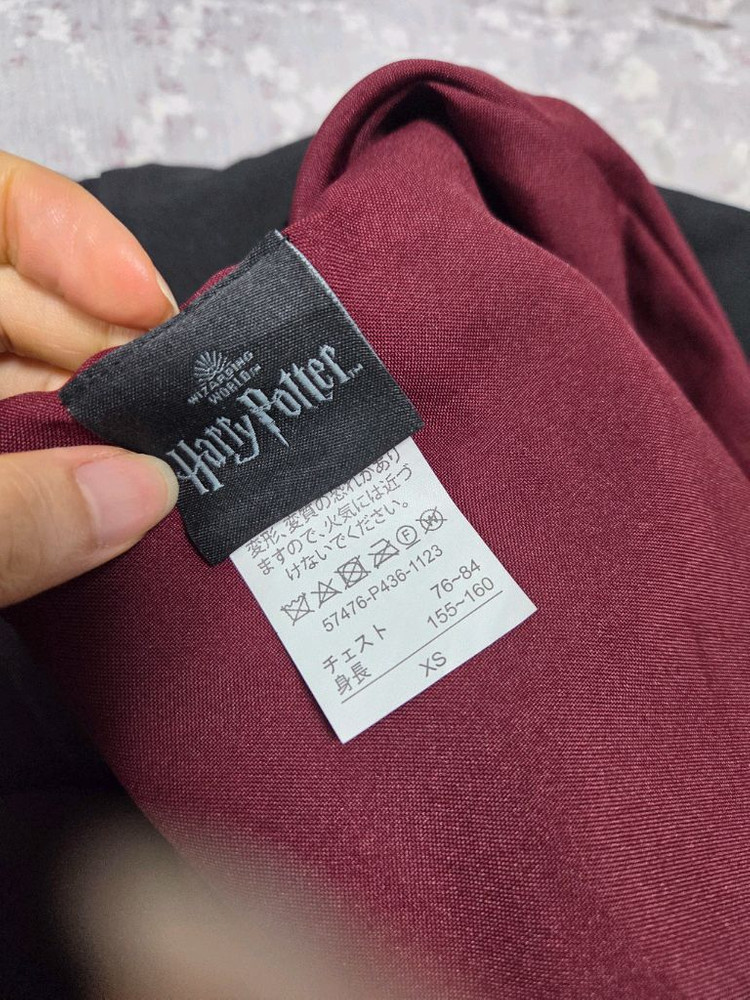 WIZARDING
WORLD™
Harry Potter™
変形、変質の恐れがあり
ますので、火気には近づ
けないでください。
F W
57476-P436-1123
チェスト 76~84
身長 155~160
XS